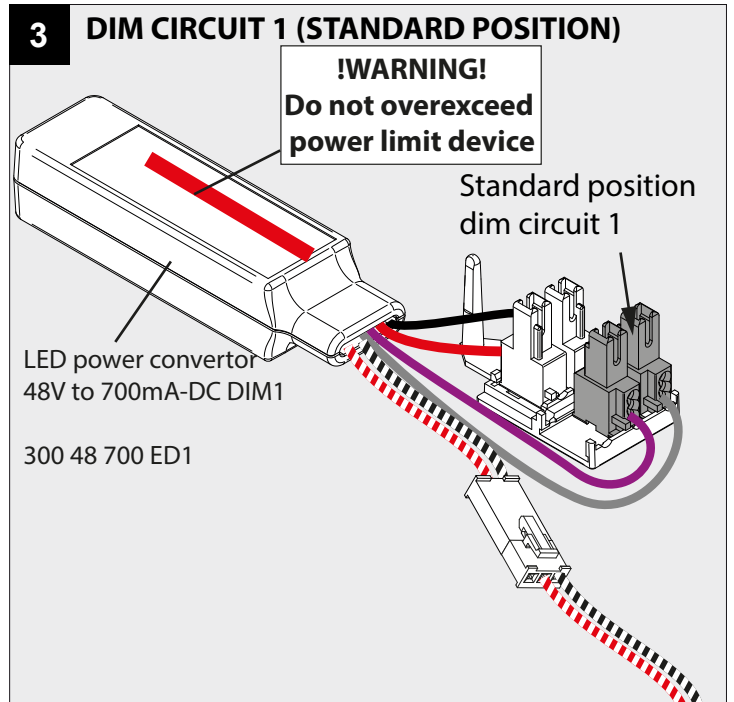 3
DIM CIRCUIT 1 (STANDARD POSITION)
!WARNING!
Do not overexceed
power limit device
Standard position
dim circuit 1
LED power convertor
48V to 700mA-DC DIM1
300 48 700 ED1